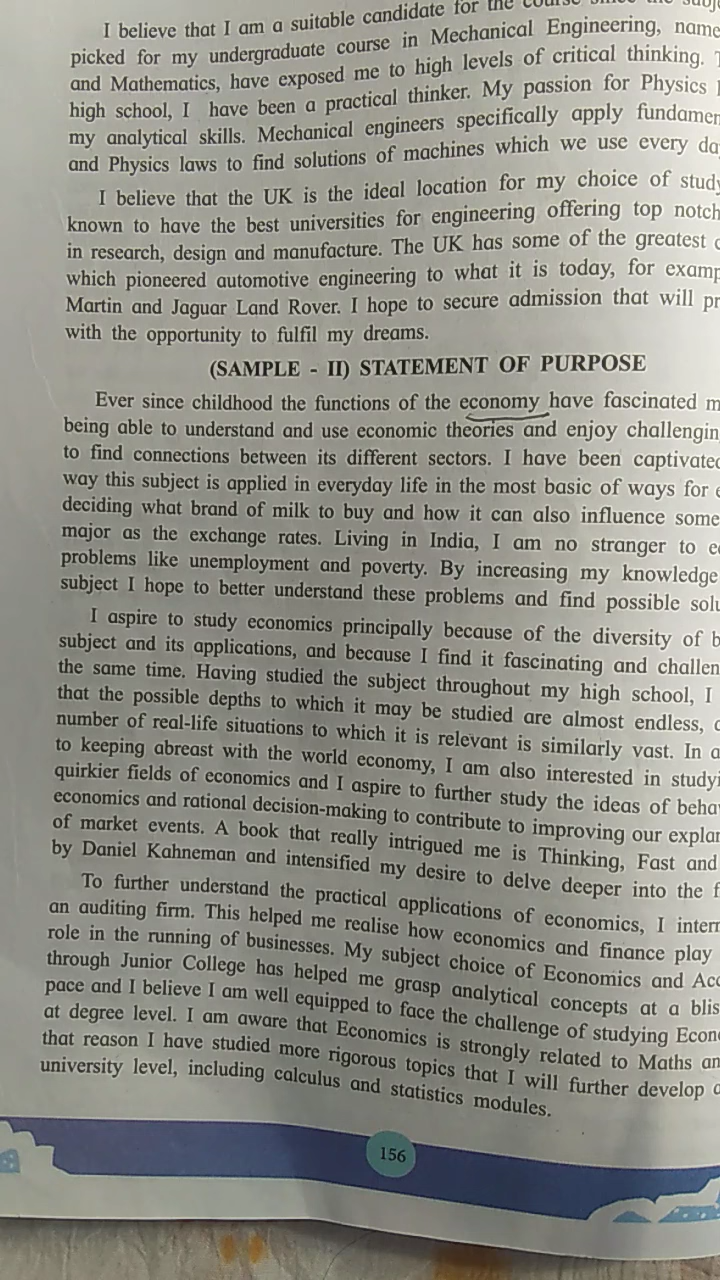 I believe that I am a suitable candidate for the course since the
picked for my undergraduate course in Mechanical Engineering, name
and Mathematics, have exposed me to high levels of critical thinking.
high school, I have been a practical thinker. My passion for Physics
my analytical skills. Mechanical engineers specifically apply fundamen
and Physics laws to find solutions of machines which we use every da
I believe that the UK is the ideal location for my choice of study
known to have the best universities for engineering offering top notch
in research, design and manufacture. The UK has some of the greatest
which pioneered automotive engineering to what it is today, for examp
Martin and Jaguar Land Rover. I hope to secure admission that will pr
with the opportunity to fulfil my dreams.
(SAMPLE - II) STATEMENT OF PURPOSE
Ever since childhood the functions of the economy have fascinated m
being able to understand and use economic theories and enjoy challengin
to find connections between its different sectors. I have been captivated
way this subject is applied in everyday life in the most basic of ways for e
deciding what brand of milk to buy and how it can also influence some
major as the exchange rates. Living in India, I am no stranger to ec
problems like unemployment and poverty. By increasing my knowledge
subject I hope to better understand these problems and find possible solu
I aspire to study economics principally because of the diversity of b
subject and its applications, and because I find it fascinating and challen
the same time. Having studied the subject throughout my high school, I
that the possible depths to which it may be studied are almost endless,
number of real-life situations to which it is relevant is similarly vast. In a
to keeping abreast with the world economy, I am also interested in studyi
quirkier fields of economics and I aspire to further study the ideas of beha
economics and rational decision-making to contribute to improving our explan
of market events. A book that really intrigued me is Thinking, Fast and
by Daniel Kahneman and intensified my desire to delve deeper into the f
To further understand the practical applications of economics, I intern
an auditing firm. This helped me realise how economics and finance play
role in the running of businesses. My subject choice of Economics and Acc
through Junior College has helped me grasp analytical concepts at a blis
pace and I believe I am well equipped to face the challenge of studying Econo
at degree level. I am aware that Economics is strongly related to Maths an
that reason I have studied more rigorous topics that I will further develop a
university level, including calculus and statistics modules.
156